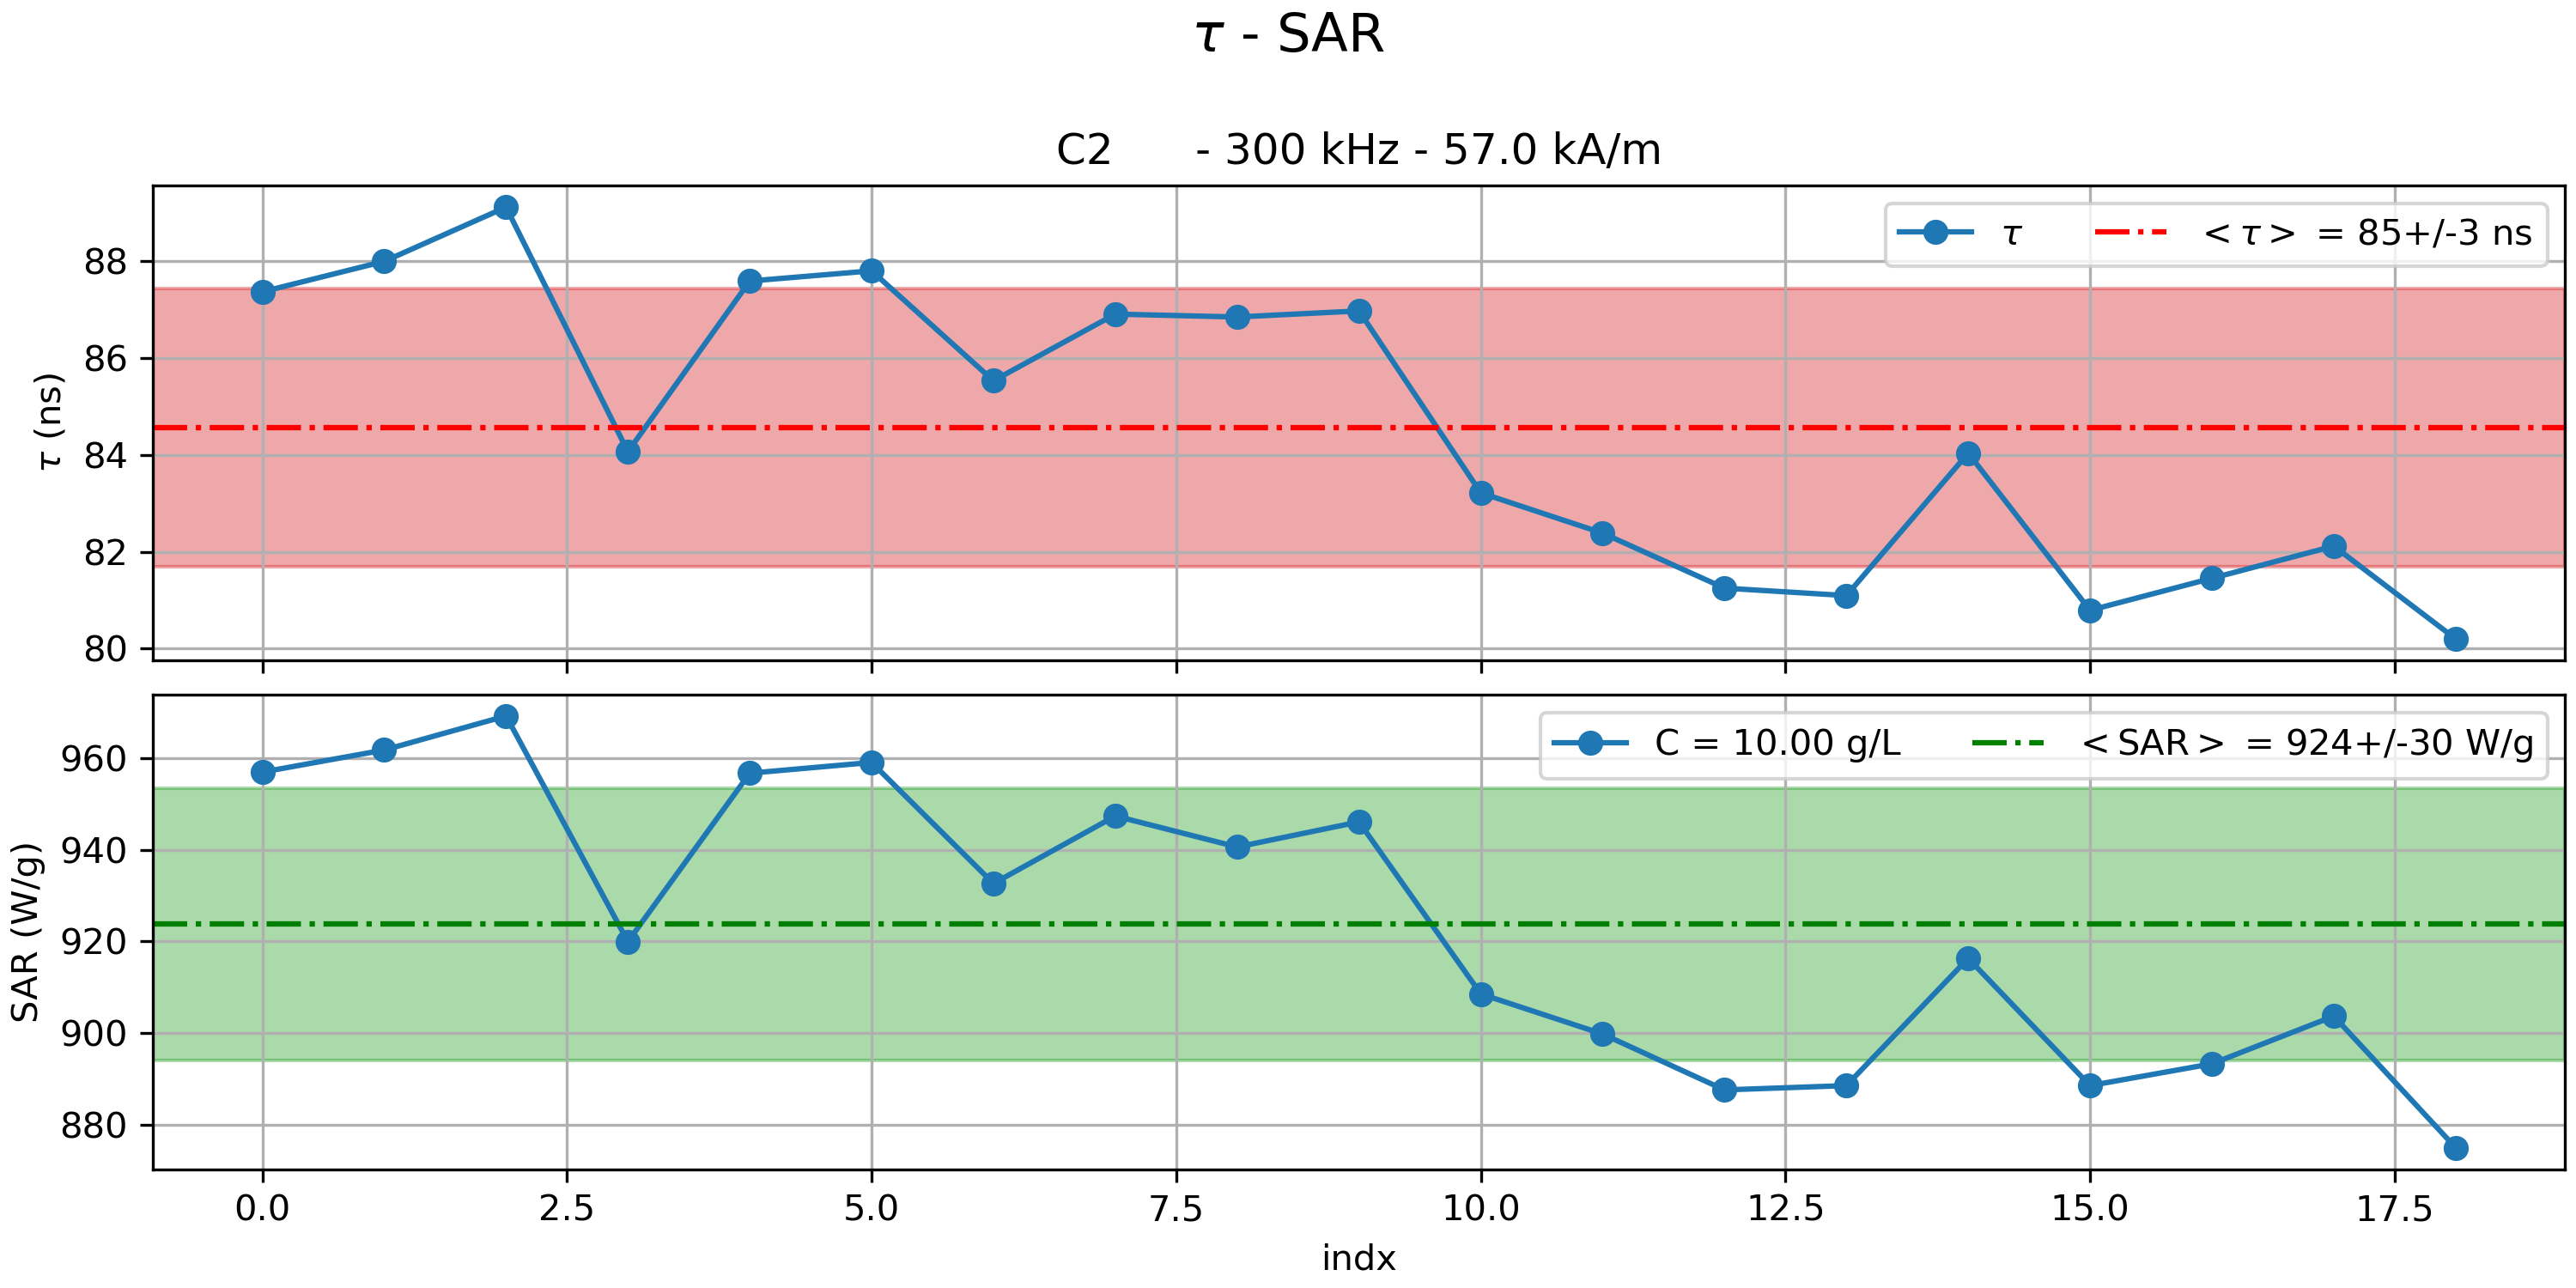 τ - SAR
C2 - 300 kHz - 57.0 kA/m
τ <τ> = 85+/-3 ns
τ (ns)
88
86
84
82
80
C = 10.00 g/L <SAR> = 924+/-30 W/g
SAR (W/g)
960
940
920
900
880
0.0 2.5 5.0 7.5 10.0 12.5 15.0 17.5
indx